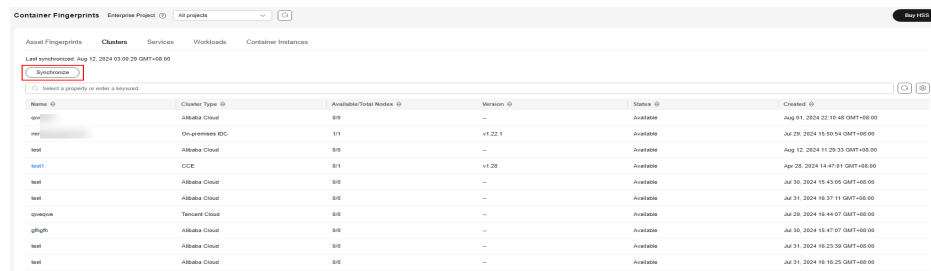 Container Fingerprints Enterprise Project All projects Buy HSS
Asset Fingerprints Clusters Services Workloads Container Instances
Last synchronized: Aug 12, 2024 03:00:29 GMT+08:00
Synchronize
Select a property or enter a keyword.
Name Cluster Type Available/Total Nodes Version Status Created
Alibaba Cloud 0/0 -- Available Aug 01, 2024 22:10:48 GMT+08:00
On-premises IDC 1/1 v1.22.1 Available Jul 29, 2024 15:50:54 GMT+08:00
test Alibaba Cloud 0/0 -- Available Aug 12, 2024 11:29:33 GMT+08:00
test1 CCE 0/1 v1.28 Available Apr 28, 2024 14:47:01 GMT+08:00
test Alibaba Cloud 0/0 -- Available Jul 30, 2024 15:43:05 GMT+08:00
test Alibaba Cloud 0/0 -- Available Jul 31, 2024 16:37:11 GMT+08:00
qweqwe Tencent Cloud 0/0 -- Available Jul 29, 2024 16:44:07 GMT+08:00
gfhgfh Alibaba Cloud 0/0 -- Available Jul 30, 2024 15:47:07 GMT+08:00
test Alibaba Cloud 0/0 -- Available Jul 31, 2024 16:23:39 GMT+08:00
test Alibaba Cloud 0/0 -- Available Jul 31, 2024 16:16:25 GMT+08:00